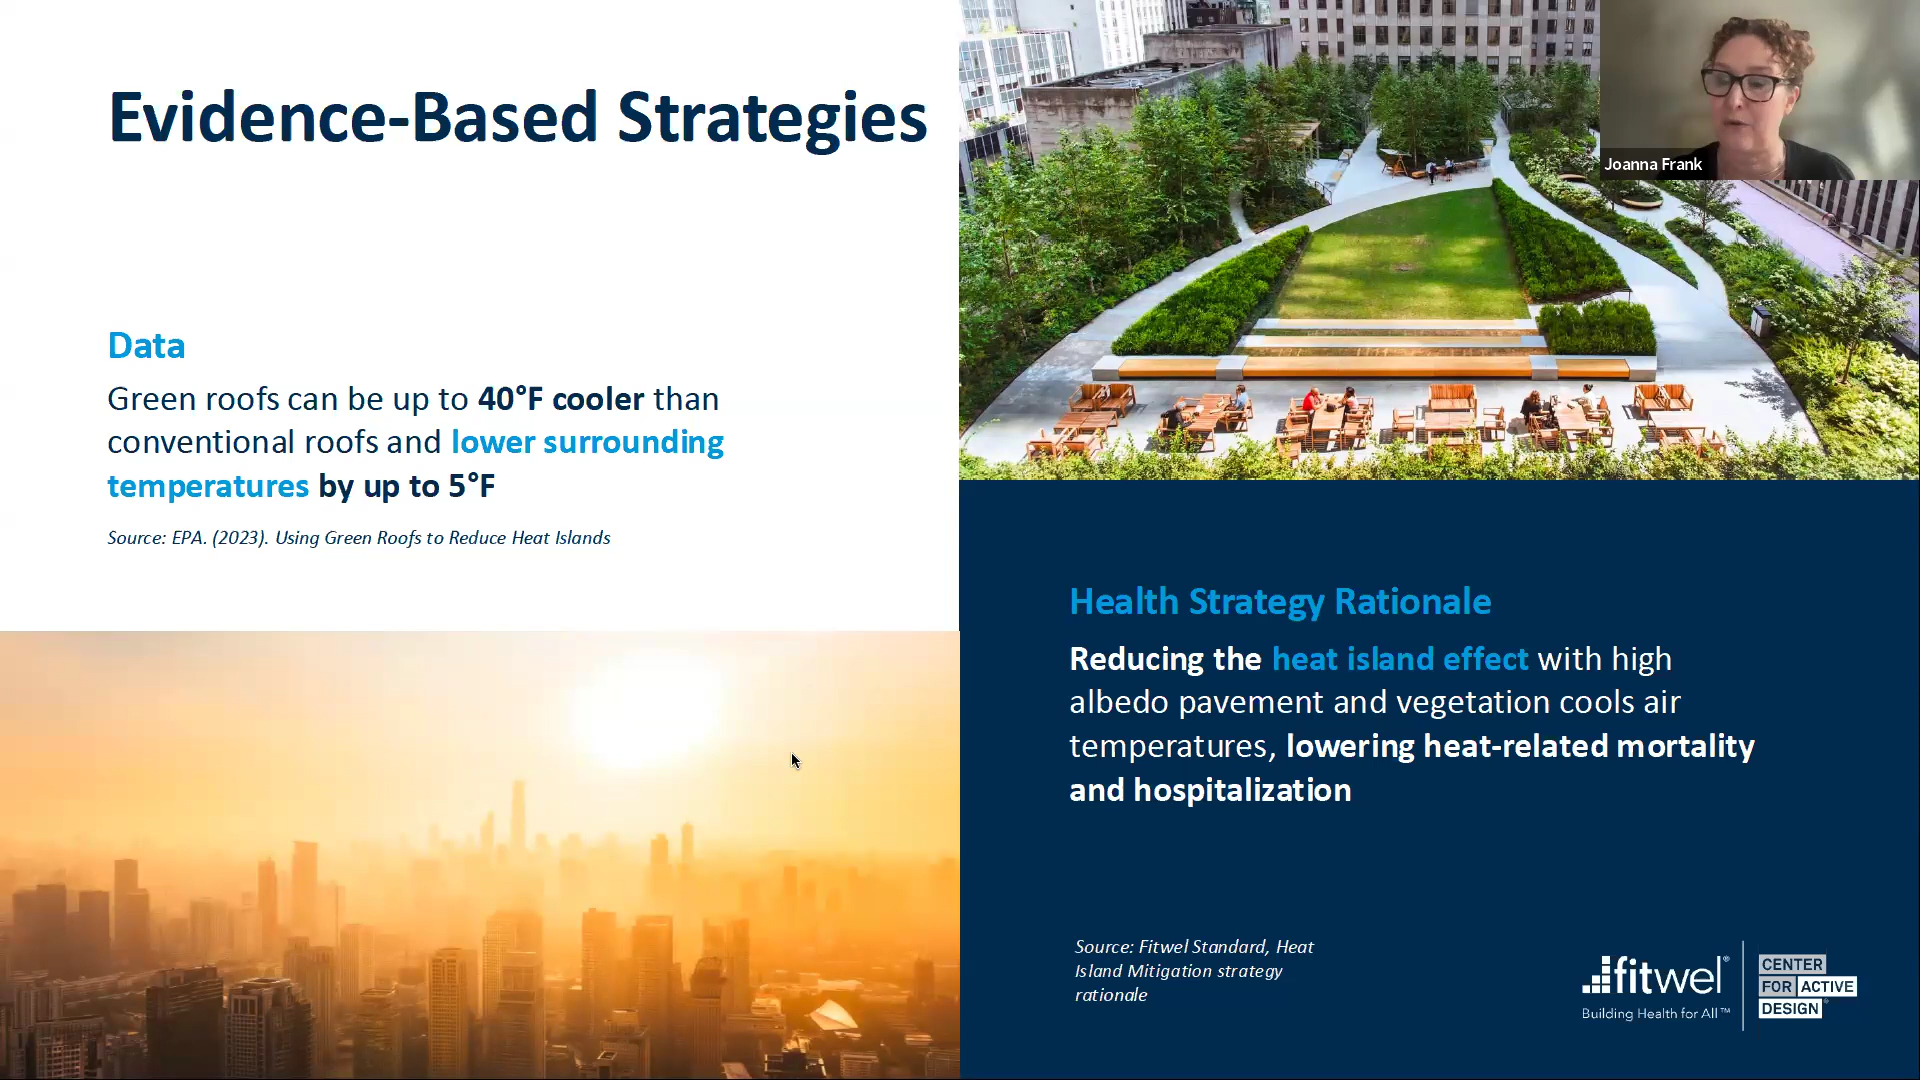 Evidence-Based Strategies
Joanna Frank
Data
Green roofs can be up to 40°F cooler than
conventional roofs and lower surrounding
temperatures by up to 5°F
Source: EPA. (2023). Using Green Roofs to Reduce Heat Islands
Health Strategy Rationale
Reducing the heat island effect with high
albedo pavement and vegetation cools air
temperatures, lowering heat-related mortality
and hospitalization
Source: Fitwel Standard, Heat
Island Mitigation strategy
rationale
fitwel®
Building Health for All™
CENTER
FOR ACTIVE
DESIGN®